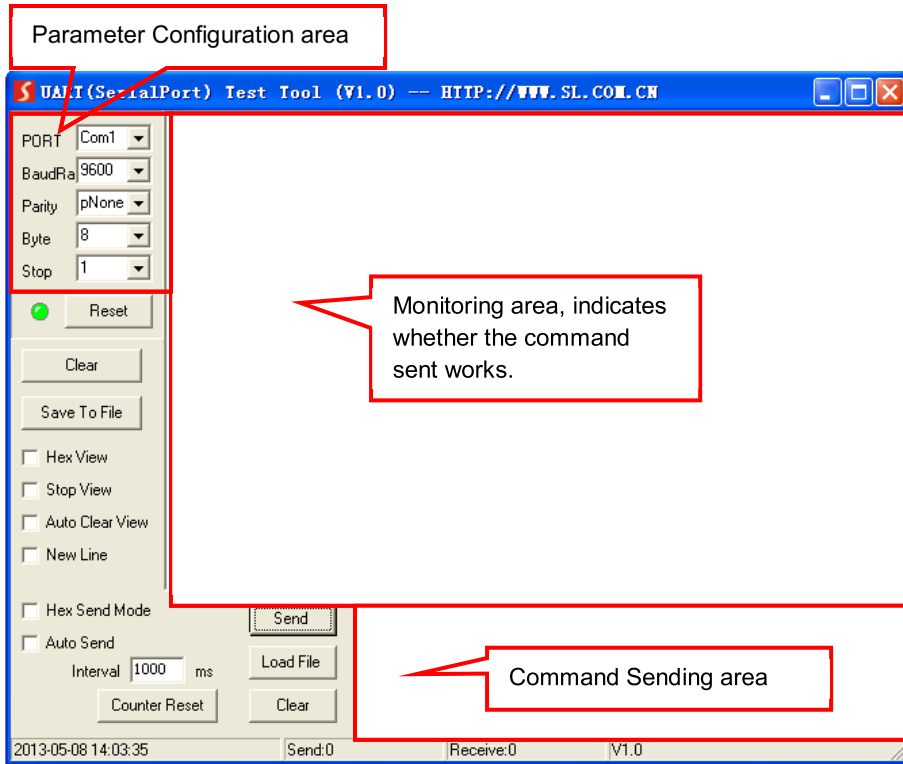 Parameter Configuration area
UART(SerialPort) Test Tool (V1.0) -- HTTP://WWW.SL.COM.CN
PORT Com1
BaudRa 9600
Parity pNone
Byte 8
Stop 1
Reset
Clear
Save To File
Hex View
Stop View
Auto Clear View
New Line
Monitoring area, indicates
whether the command
sent works.
Hex Send Mode
Send
Auto Send
Interval 1000 ms
Load File
Counter Reset
Clear
Command Sending area
2013-05-08 14:03:35 Send:0 Receive:0 V1.0